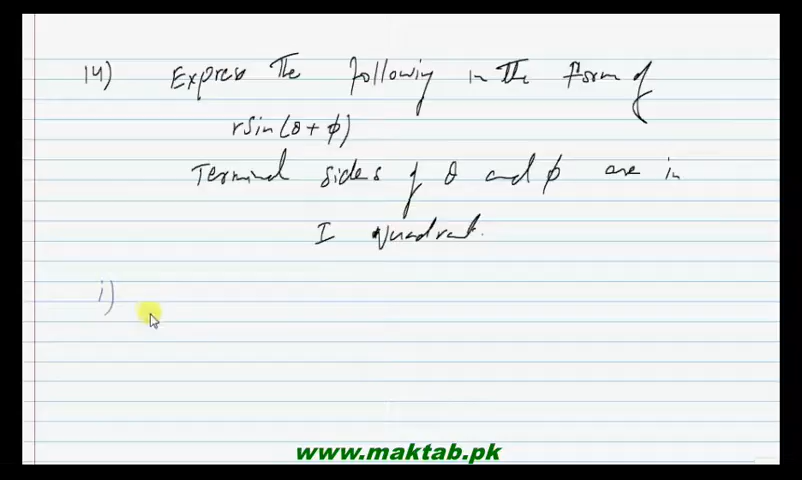 14) Express The following in The form of
rsin(θ+ϕ)
Terminal sides of θ and ϕ are in
I quadrant.
i)
www.maktab.pk